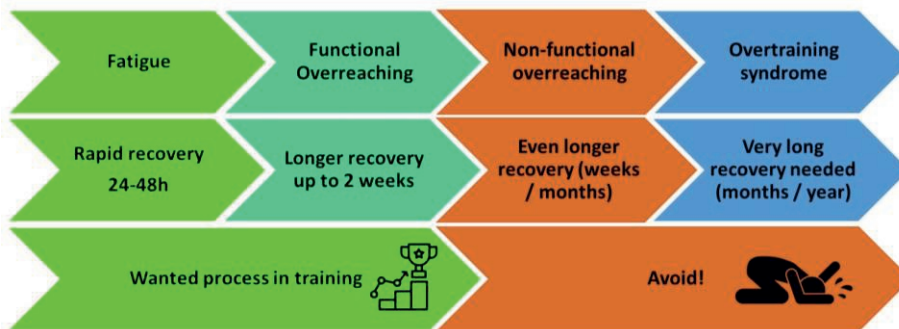 Fatigue
Functional
Overreaching
Non-functional
overreaching
Overtraining
syndrome
Rapid recovery
24-48h
Longer recovery
up to 2 weeks
Even longer
recovery (weeks
/ months)
Very long
recovery needed
(months / year)
Wanted process in training
Avoid!